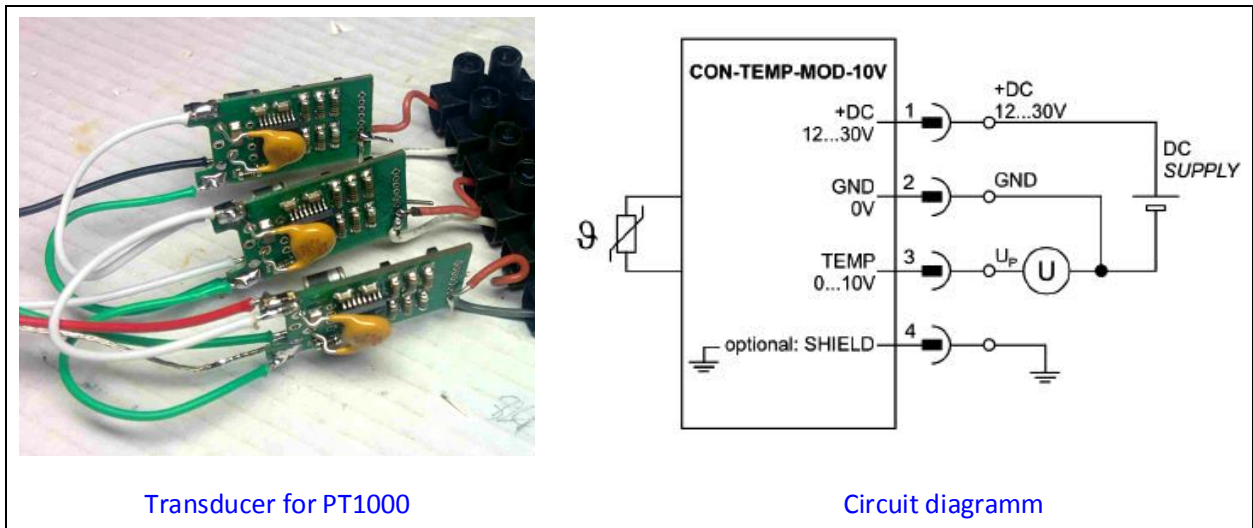 CON-TEMP-MOD-10V
+DC
12...30V
1
+DC
12...30V
DC
SUPPLY
GND
0V
2
GND
ϑ
TEMP
0...10V
3
UP
U
optional: SHIELD
4
Transducer for PT1000
Circuit diagramm